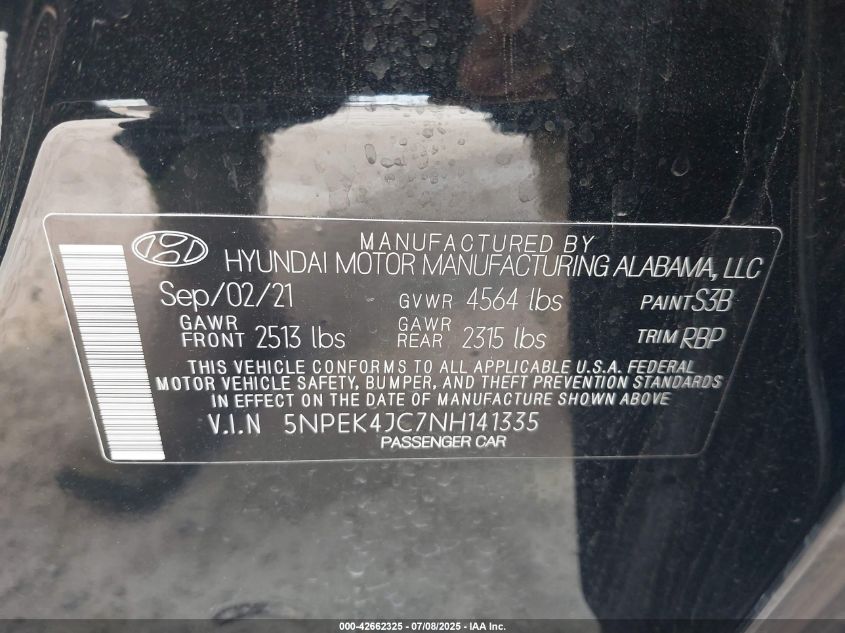 MANUFACTURED BY
HYUNDAI MOTOR MANUFACTURING ALABAMA, LLC
Sep/02/21 GVWR 4564 lbs PAINT S3B
GAWR FRONT 2513 lbs GAWR REAR 2315 lbs TRIM RBP
THIS VEHICLE CONFORMS TO ALL APPLICABLE U.S.A. FEDERAL
MOTOR VEHICLE SAFETY, BUMPER, AND THEFT PREVENTION STANDARDS
IN EFFECT ON THE DATE OF MANUFACTURE SHOWN ABOVE
V.I.N 5NPEK4JC7NH141335
PASSENGER CAR
000-42662325 - 07/08/2025 - IAA Inc.